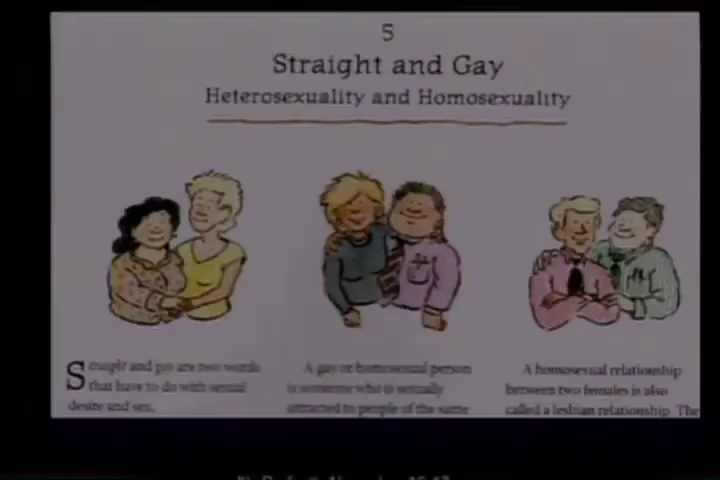 5
Straight and Gay
Heterosexuality and Homosexuality
Straight and gay are two words
that have to do with sexual
desire and sex.
A gay or homosexual person
is someone who is sexually
attracted to people of the same
A homosexual relationship
between two females is also
called a lesbian relationship. The